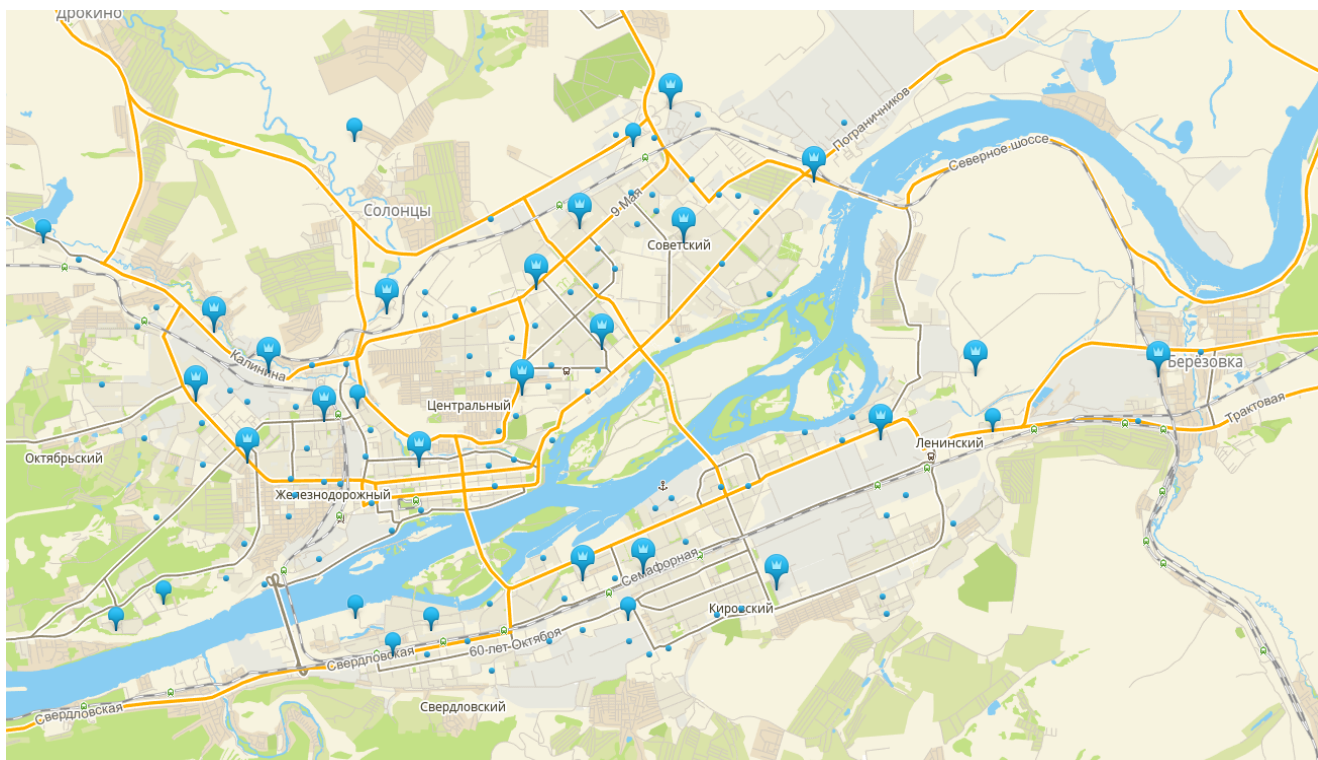 Дрокино
Пограничников
Северное шоссе
9 Мая
Солонцы
Советский
Калинина
Берёзовка
Центральный
Трактовая
Ленинский
Октябрьский
Железнодорожный
Семафорная
Кировский
60-лет-Октября
Свердловская
Свердловский
Свердловская